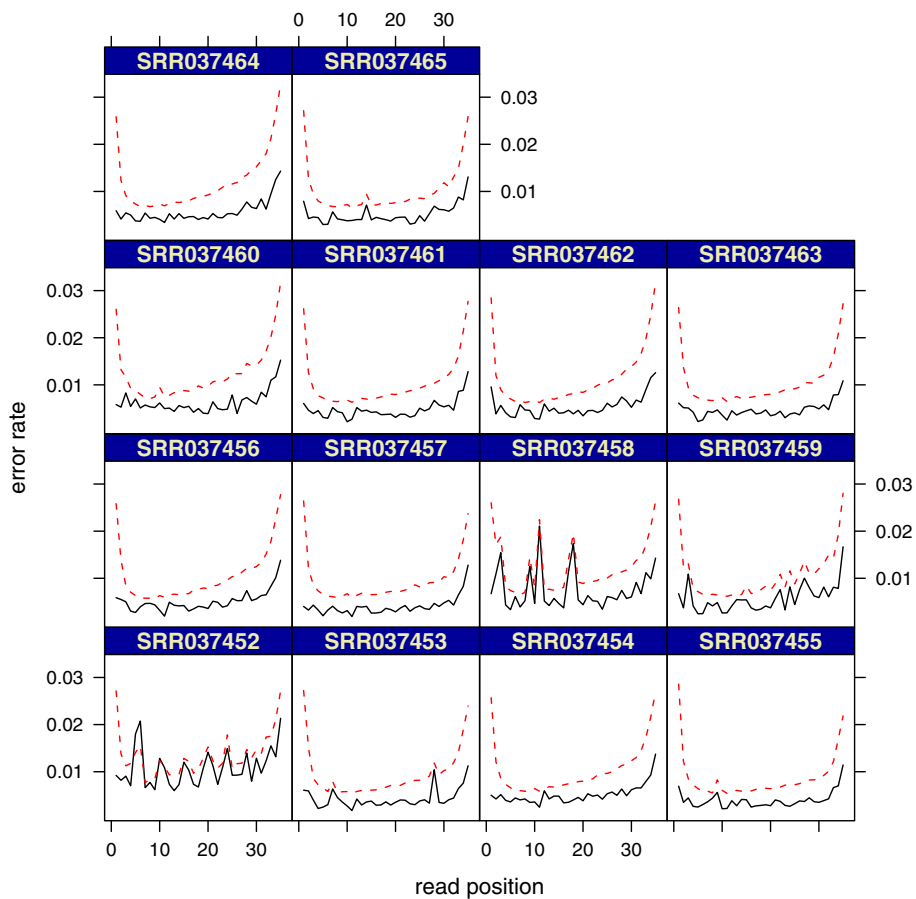 0 10 20 30
SRR037464 SRR037465
0.03
0.02
0.01
SRR037460 SRR037461 SRR037462 SRR037463
0.03
0.02
0.01
SRR037456 SRR037457 SRR037458 SRR037459
0.03
0.02
0.01
SRR037452 SRR037453 SRR037454 SRR037455
0.03
0.02
0.01
0 10 20 30 0 10 20 30
error rate
read position